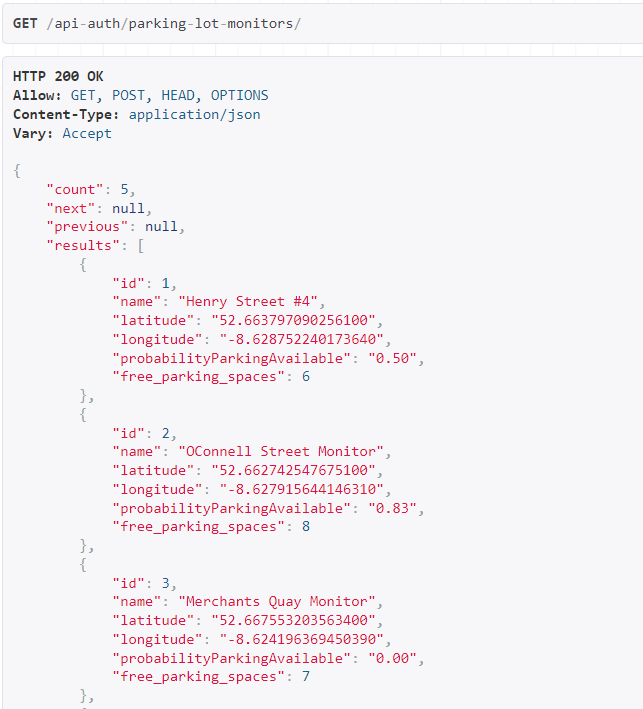 GET /api-auth/parking-lot-monitors/
HTTP 200 OK
Allow: GET, POST, HEAD, OPTIONS
Content-Type: application/json
Vary: Accept
{
"count": 5,
"next": null,
"previous": null,
"results": [
{
"id": 1,
"name": "Henry Street #4",
"latitude": "52.663797090256100",
"longitude": "-8.628752240173640",
"probabilityParkingAvailable": "0.50",
"free_parking_spaces": 6
},
{
"id": 2,
"name": "OConnell Street Monitor",
"latitude": "52.662742547675100",
"longitude": "-8.627915644146310",
"probabilityParkingAvailable": "0.83",
"free_parking_spaces": 8
},
{
"id": 3,
"name": "Merchants Quay Monitor",
"latitude": "52.667553203563400",
"longitude": "-8.624196369450390",
"probabilityParkingAvailable": "0.00",
"free_parking_spaces": 7
},